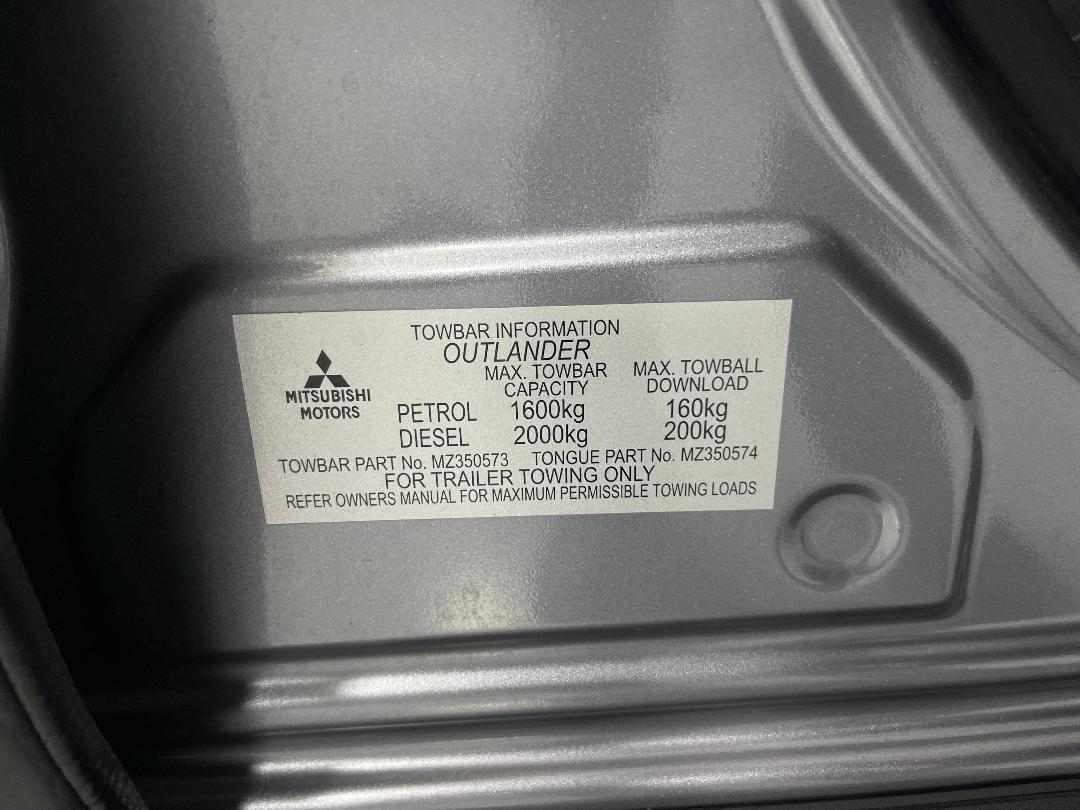 TOWBAR INFORMATION
OUTLANDER
MITSUBISHI
MOTORS
MAX. TOWBAR CAPACITY MAX. TOWBALL DOWNLOAD
PETROL 1600kg 160kg
DIESEL 2000kg 200kg
TOWBAR PART No. MZ350573 TONGUE PART No. MZ350574
FOR TRAILER TOWING ONLY
REFER OWNERS MANUAL FOR MAXIMUM PERMISSIBLE TOWING LOADS